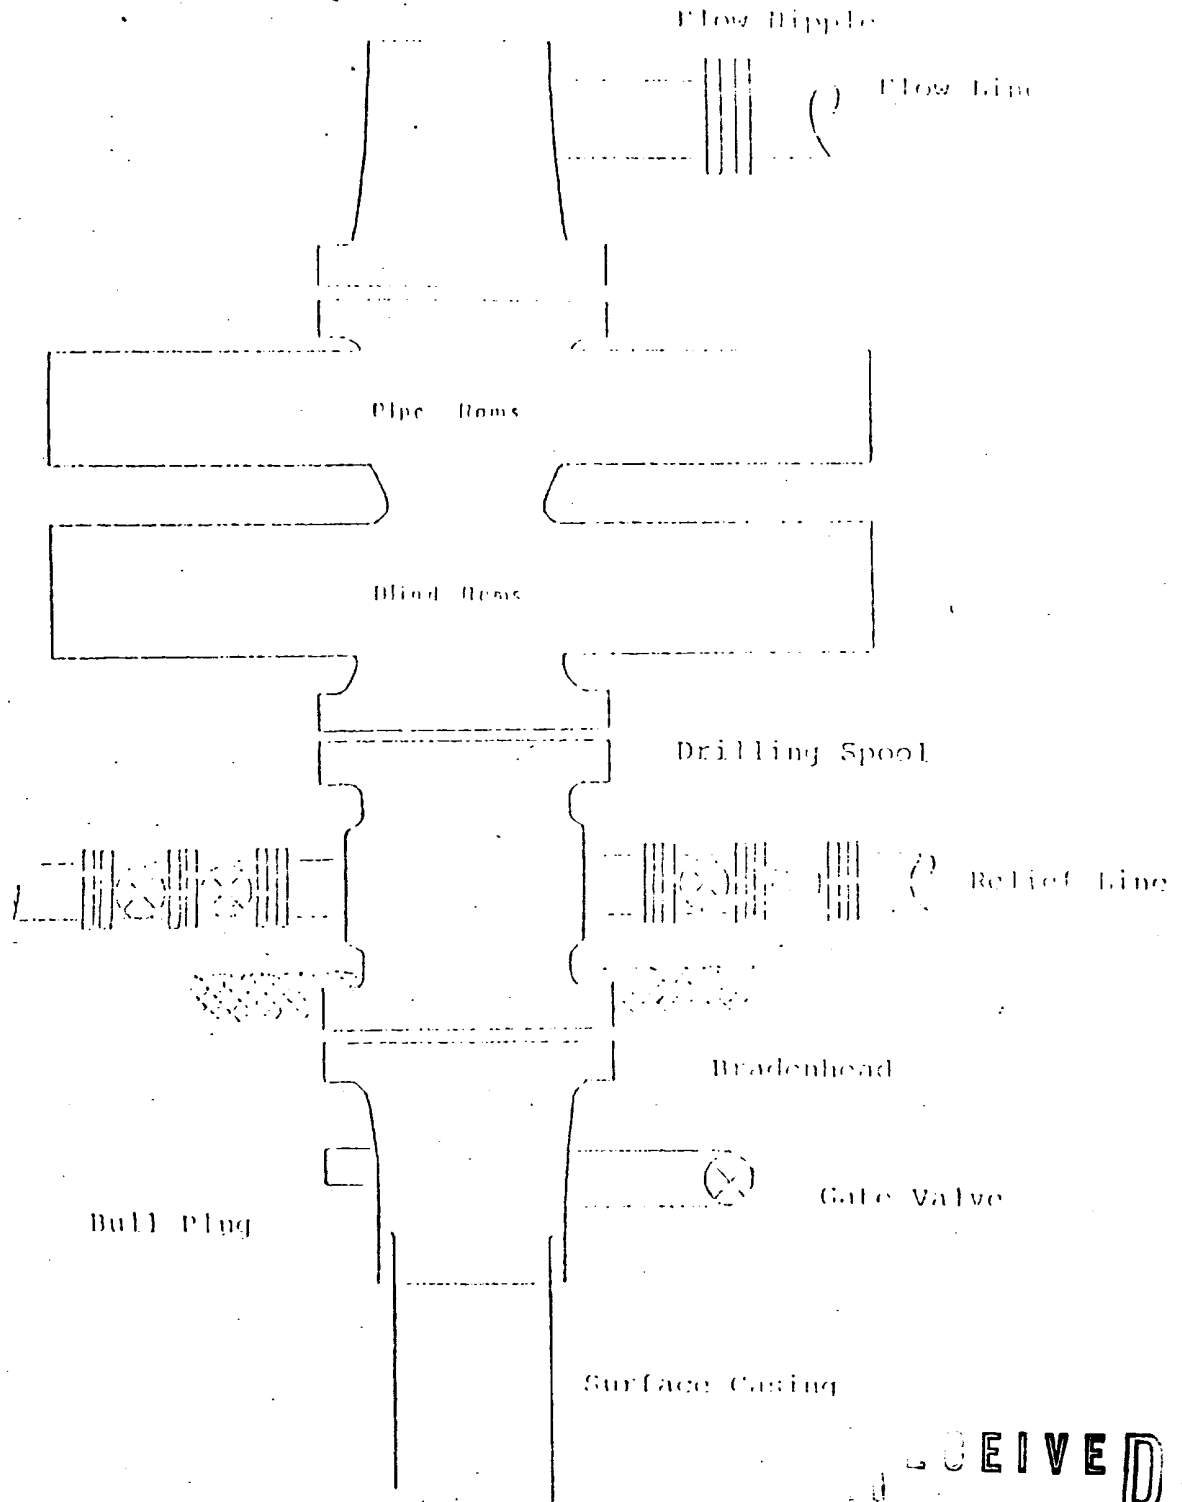 Flow Nipple
Flow Line
Pipe Rams
Blind Rams
Drilling Spool
Relief Line
Bradenhead
Gate Valve
Bull Plug
Surface Casing